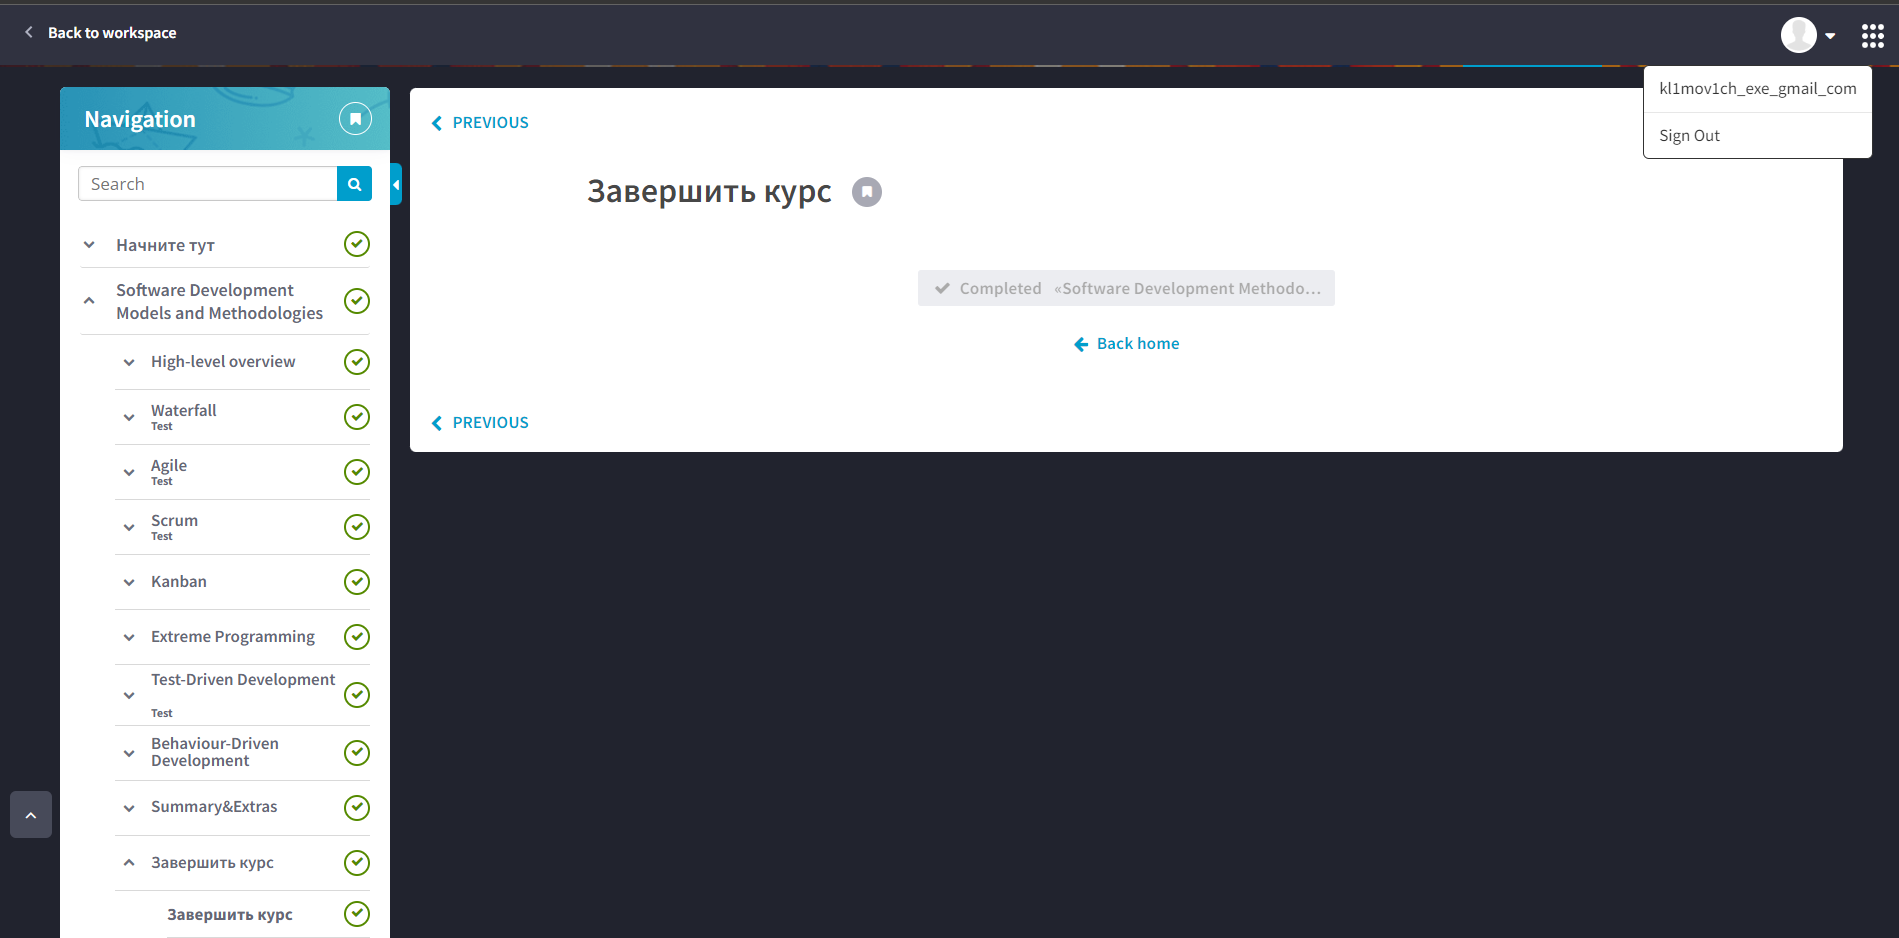 Back to workspace
kl1mov1ch_exe_gmail_com
Sign Out
Navigation
Search
Начните тут
Software Development
Models and Methodologies
High-level overview
Waterfall
Test
Agile
Test
Scrum
Test
Kanban
Extreme Programming
Test-Driven Development
Test
Behaviour-Driven
Development
Summary&Extras
Завершить курс
Завершить курс
PREVIOUS
Завершить курс
Completed «Software Development Methodo...
Back home
PREVIOUS